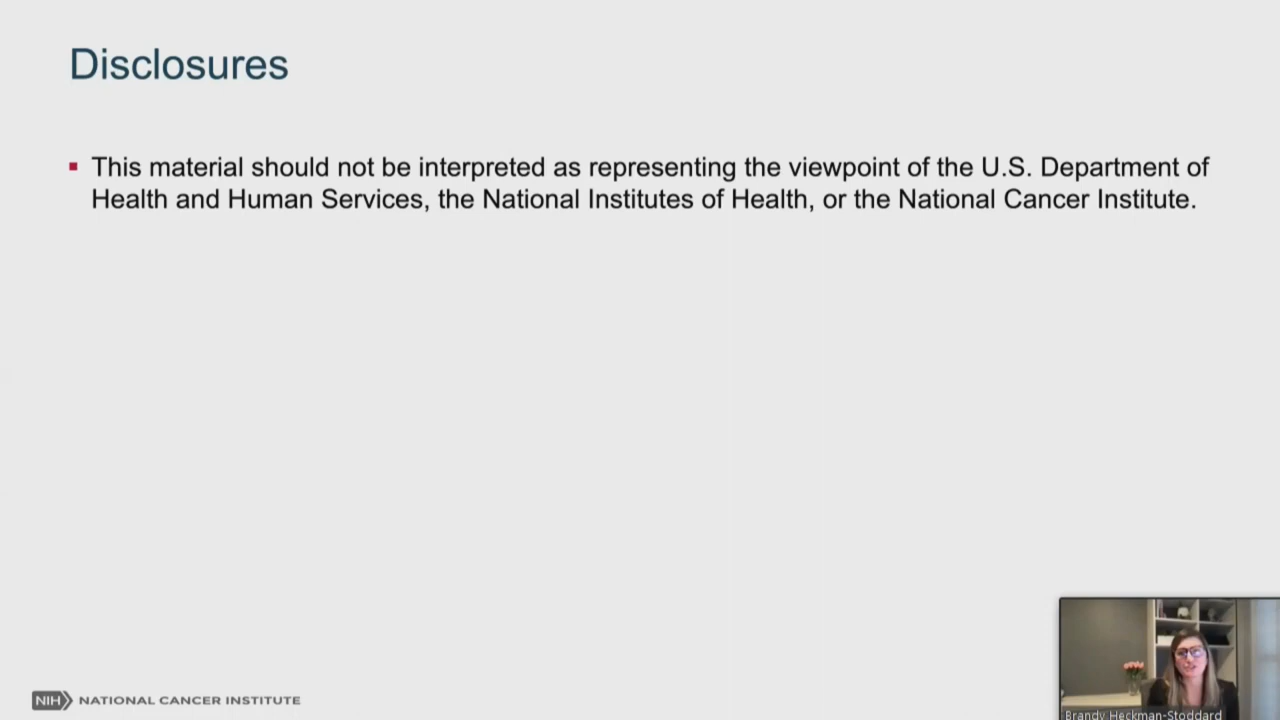 Disclosures
This material should not be interpreted as representing the viewpoint of the U.S. Department of
Health and Human Services, the National Institutes of Health, or the National Cancer Institute.
NIH NATIONAL CANCER INSTITUTE
Brandy Heckman-Stoddard